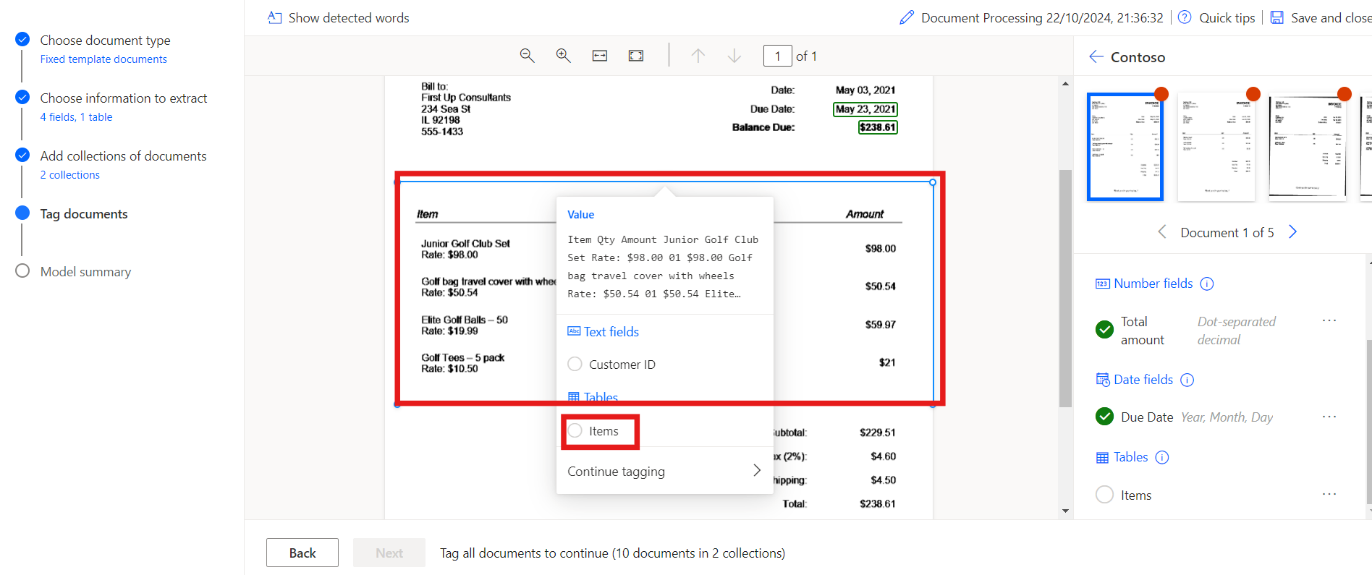 Show detected words
Document Processing 22/10/2024, 21:36:32
Quick tips
Save and close
Choose document type
Fixed template documents
Choose information to extract
4 fields, 1 table
Add collections of documents
2 collections
Tag documents
Model summary
1 of 1
Bill to:
First Up Consultants
234 Sea St
IL 92198
555-1433
Date: May 03, 2021
Due Date: May 23, 2021
Balance Due: $238.61
Item Amount
Junior Golf Club Set
Rate: $98.00
$98.00
Golf bag travel cover with
Rate: $50.54
$50.54
Elite Golf Balls – 50
Rate: $19.99
$59.97
Golf Tees – 5 pack
Rate: $10.50
$21
Value
Item Qty Amount Junior Golf Club
Set Rate: $98.00 01 $98.00 Golf
bag travel cover with wheels
Rate: $50.54 01 $50.54 Elite…
Abc Text fields
Customer ID
Tables
Items
Continue tagging
ubtotal: $229.51
x (2%): $4.60
hipping: $4.50
Total: $238.61
Contoso
Document 1 of 5
123 Number fields
Total
amount
Dot-separated
decimal
Date fields
Due Date Year, Month, Day
Tables
Items
Back
Next
Tag all documents to continue (10 documents in 2 collections)